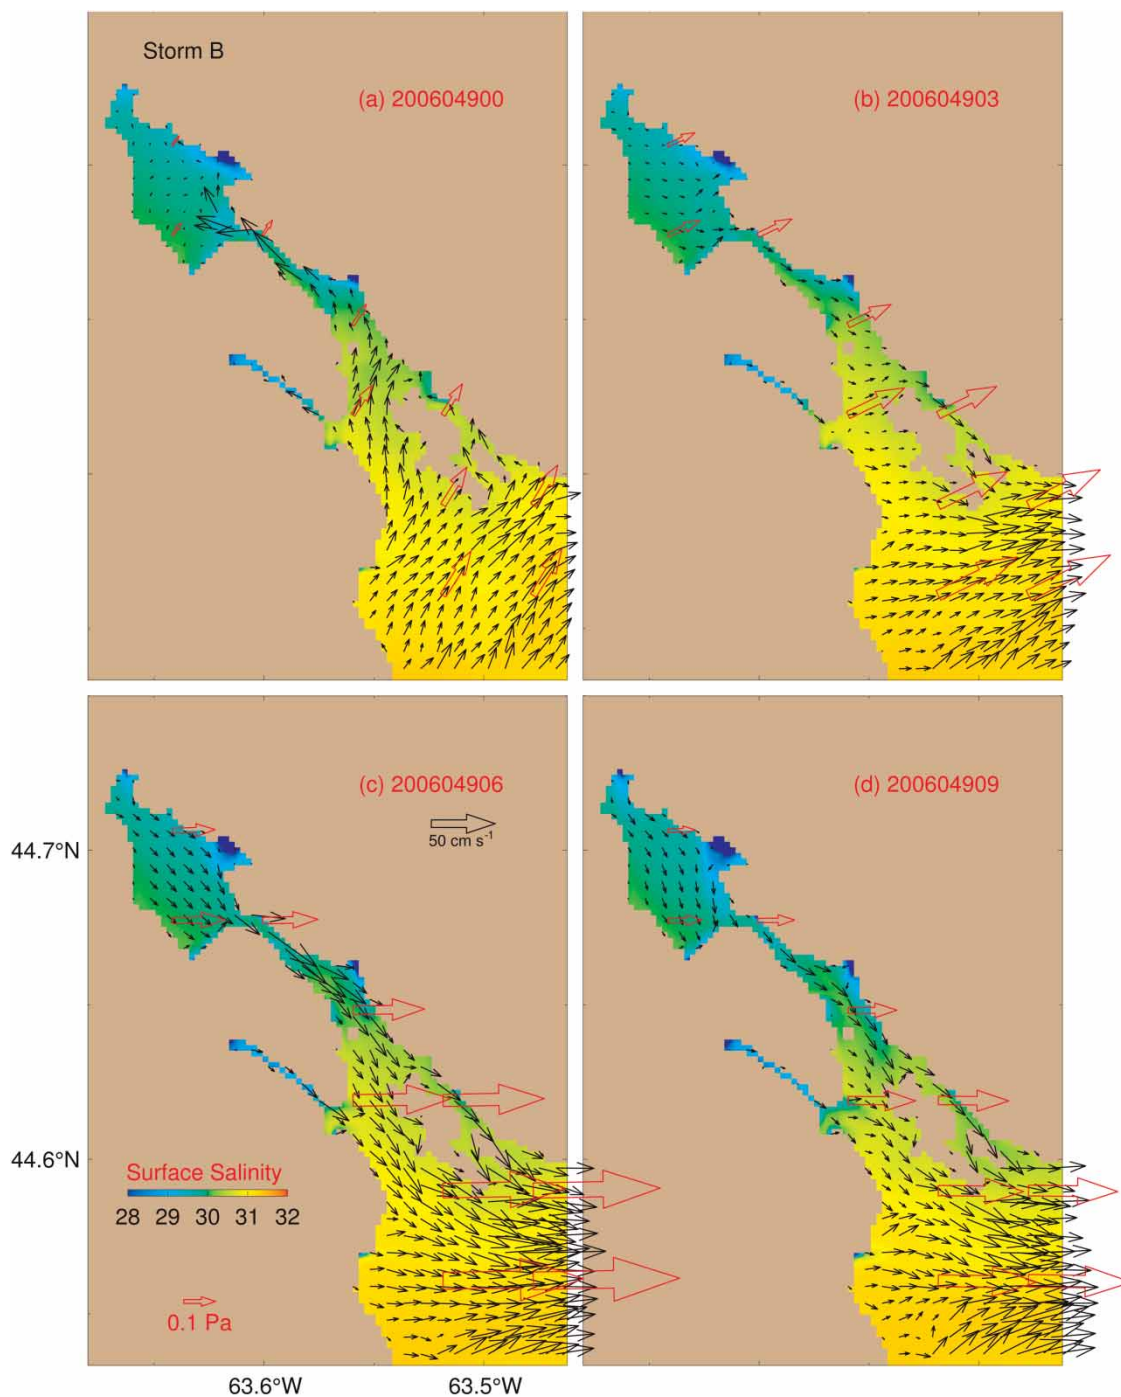 Storm B
(a) 200604900
(b) 200604903
(c) 200604906
50 cm s⁻¹
(d) 200604909
44.7°N
44.6°N
Surface Salinity
28 29 30 31 32
0.1 Pa
63.6°W 63.5°W